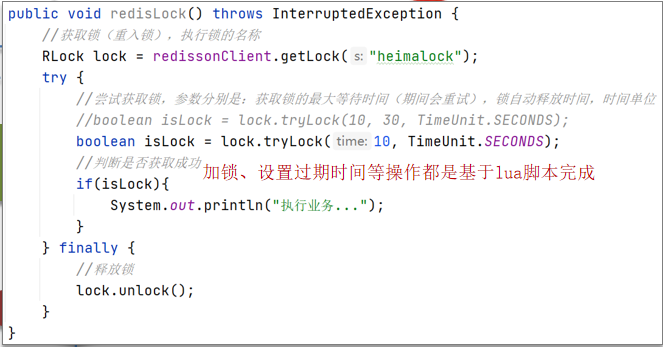 public void redisLock() throws InterruptedException {
//获取锁（重入锁），执行锁的名称
RLock lock = redissonClient.getLock( s: "heimalock");
try {
//尝试获取锁，参数分别是：获取锁的最大等待时间（期间会重试），锁自动释放时间，时间单位
//boolean isLock = lock.tryLock(10, 30, TimeUnit.SECONDS);
boolean isLock = lock.tryLock( time: 10, TimeUnit.SECONDS);
//判断是否获取成功
加锁、设置过期时间等操作都是基于lua脚本完成
if(isLock){
System.out.println("执行业务...");
}
} finally {
//释放锁
lock.unlock();
}
}